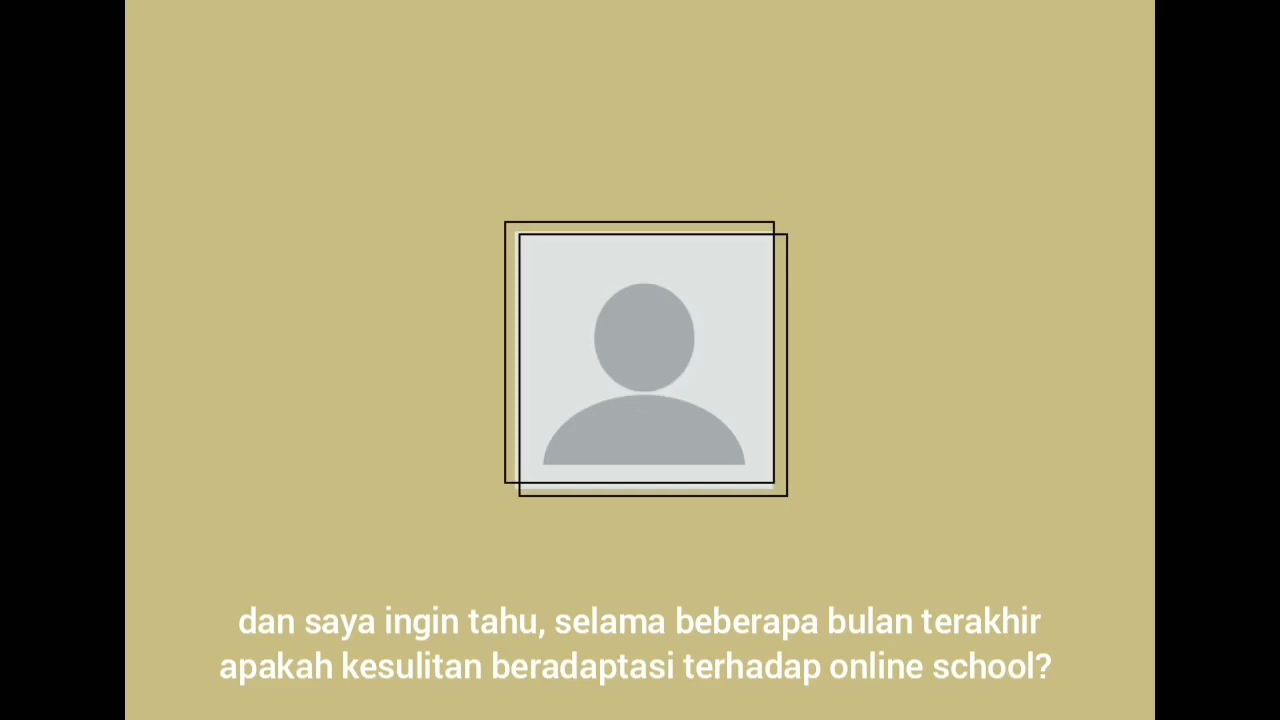 dan saya ingin tahu, selama beberapa bulan terakhir
apakah kesulitan beradaptasi terhadap online school?